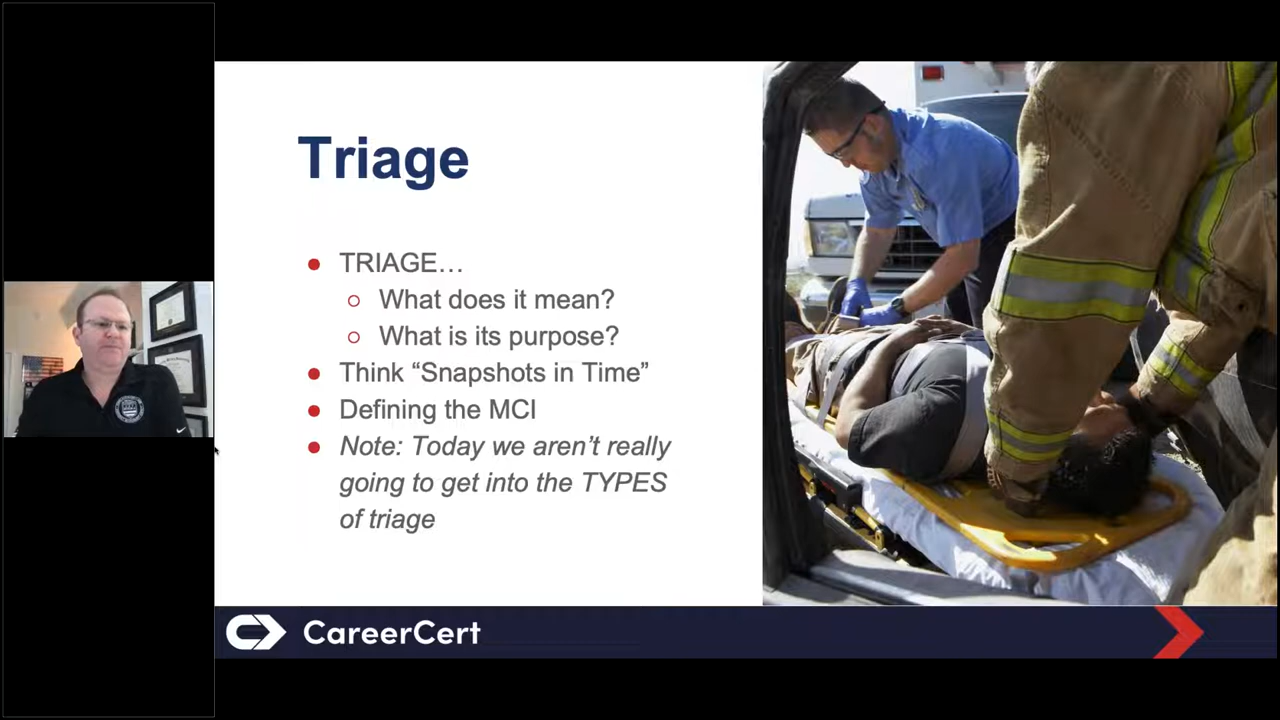 Triage
TRIAGE…
What does it mean?
What is its purpose?
Think “Snapshots in Time”
Defining the MCI
Note: Today we aren’t really
going to get into the TYPES
of triage
CareerCert